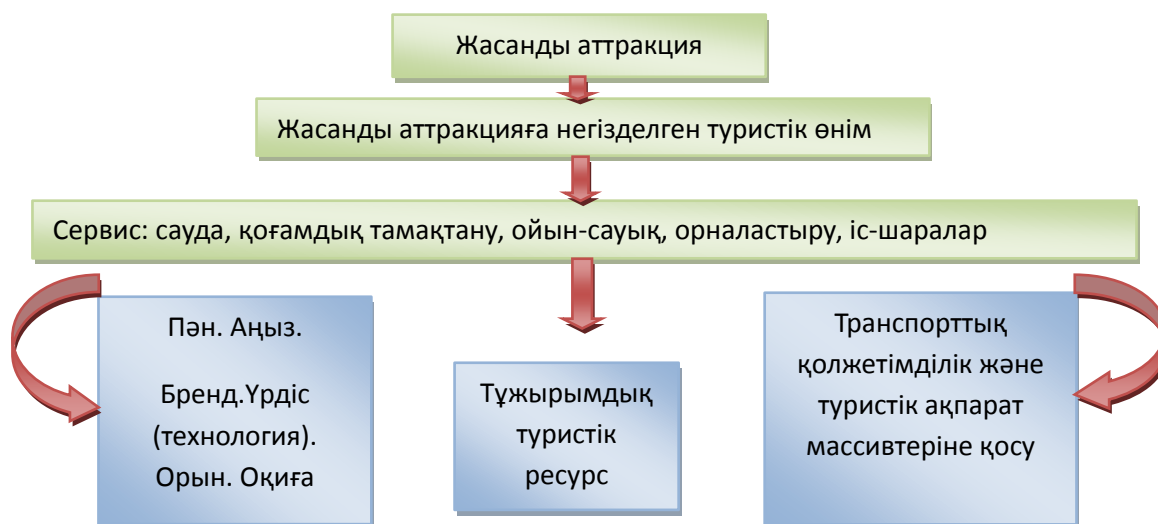 Жасанды аттракция
Жасанды аттракцияға негізделген туристік өнім
Сервис: сауда, қоғамдық тамақтану, ойын-сауық, орналастыру, іс-шаралар
Пән. Аңыз.
Бренд.Үрдіс
(технология).
Орын. Оқиға
Тұжырымдық
туристік
ресурс
Транспорттық
қолжетімділік және
туристік ақпарат
массивтеріне қосу